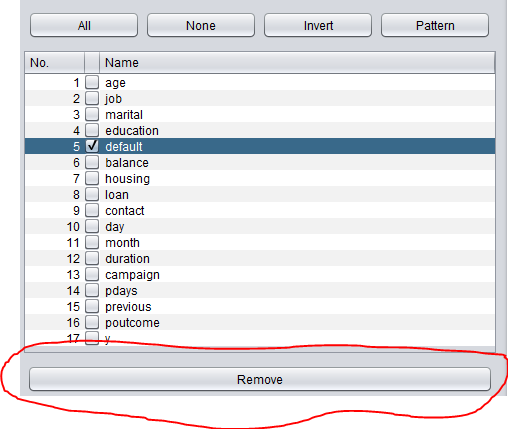 All None Invert Pattern
No. Name
1 age
2 job
3 marital
4 education
5 default
6 balance
7 housing
8 loan
9 contact
10 day
11 month
12 duration
13 campaign
14 pdays
15 previous
16 poutcome
17 y
Remove